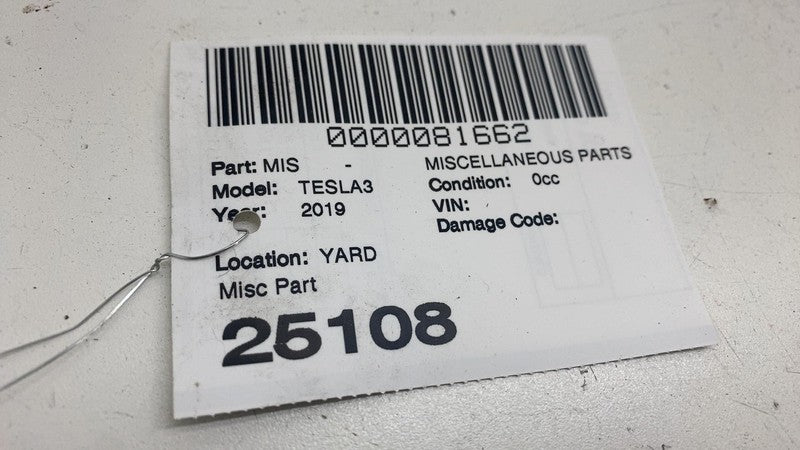 0000081662
Part: MIS - MISCELLANEOUS PARTS
Model: TESLA3 Condition: 0cc
Year: 2019 VIN:
Damage Code:
Location: YARD
Misc Part
25108